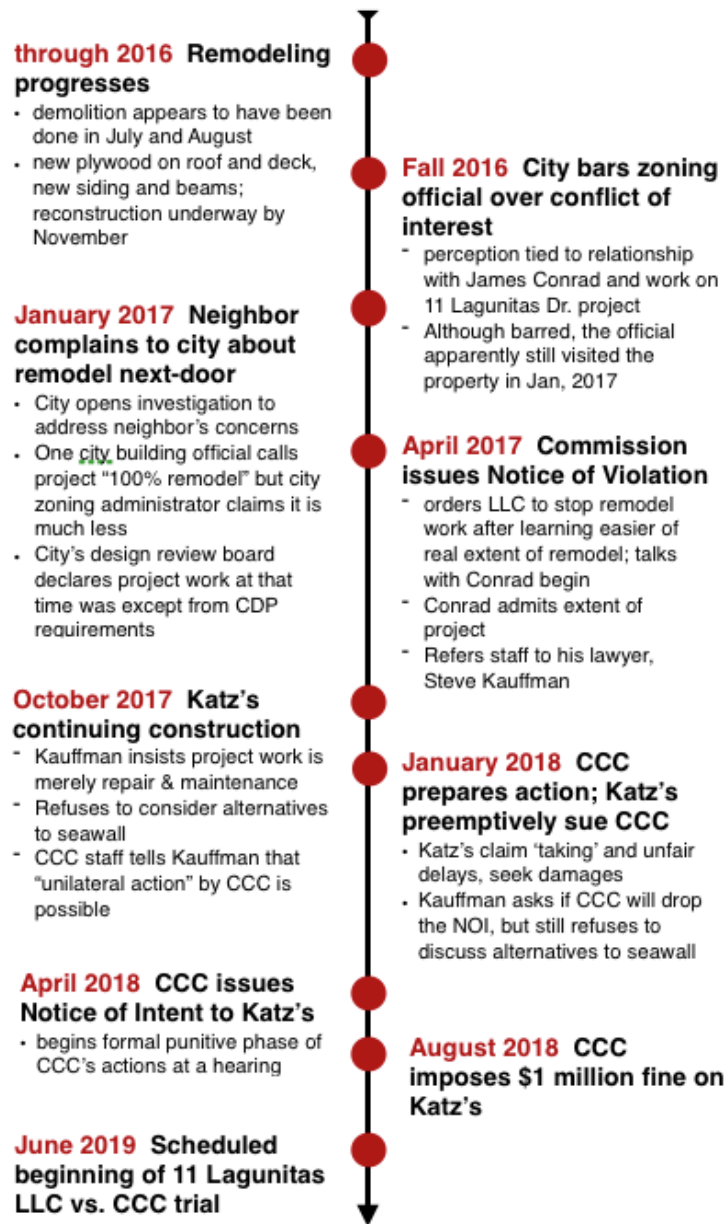 through 2016 Remodeling
progresses
• demolition appears to have been
done in July and August
• new plywood on roof and deck,
new siding and beams;
reconstruction underway by
November
Fall 2016 City bars zoning
official over conflict of
interest
- perception tied to relationship
with James Conrad and work on
11 Lagunitas Dr. project
- Although barred, the official
apparently still visited the
property in Jan, 2017
January 2017 Neighbor
complains to city about
remodel next-door
• City opens investigation to
address neighbor's concerns
• One city building official calls
project “100% remodel” but city
zoning administrator claims it is
much less
• City's design review board
declares project work at that
time was except from CDP
requirements
April 2017 Commission
issues Notice of Violation
- orders LLC to stop remodel
work after learning easier of
real extent of remodel; talks
with Conrad begin
- Conrad admits extent of
project
- Refers staff to his lawyer,
Steve Kauffman
October 2017 Katz's
continuing construction
- Kauffman insists project work is
merely repair & maintenance
- Refuses to consider alternatives
to seawall
- CCC staff tells Kauffman that
“unilateral action” by CCC is
possible
January 2018 CCC
prepares action; Katz's
preemptively sue CCC
• Katz's claim ‘taking’ and unfair
delays, seek damages
• Kauffman asks if CCC will drop
the NOI, but still refuses to
discuss alternatives to seawall
April 2018 CCC issues
Notice of Intent to Katz's
• begins formal punitive phase of
CCC's actions at a hearing
August 2018 CCC
imposes $1 million fine on
Katz's
June 2019 Scheduled
beginning of 11 Lagunitas
LLC vs. CCC trial